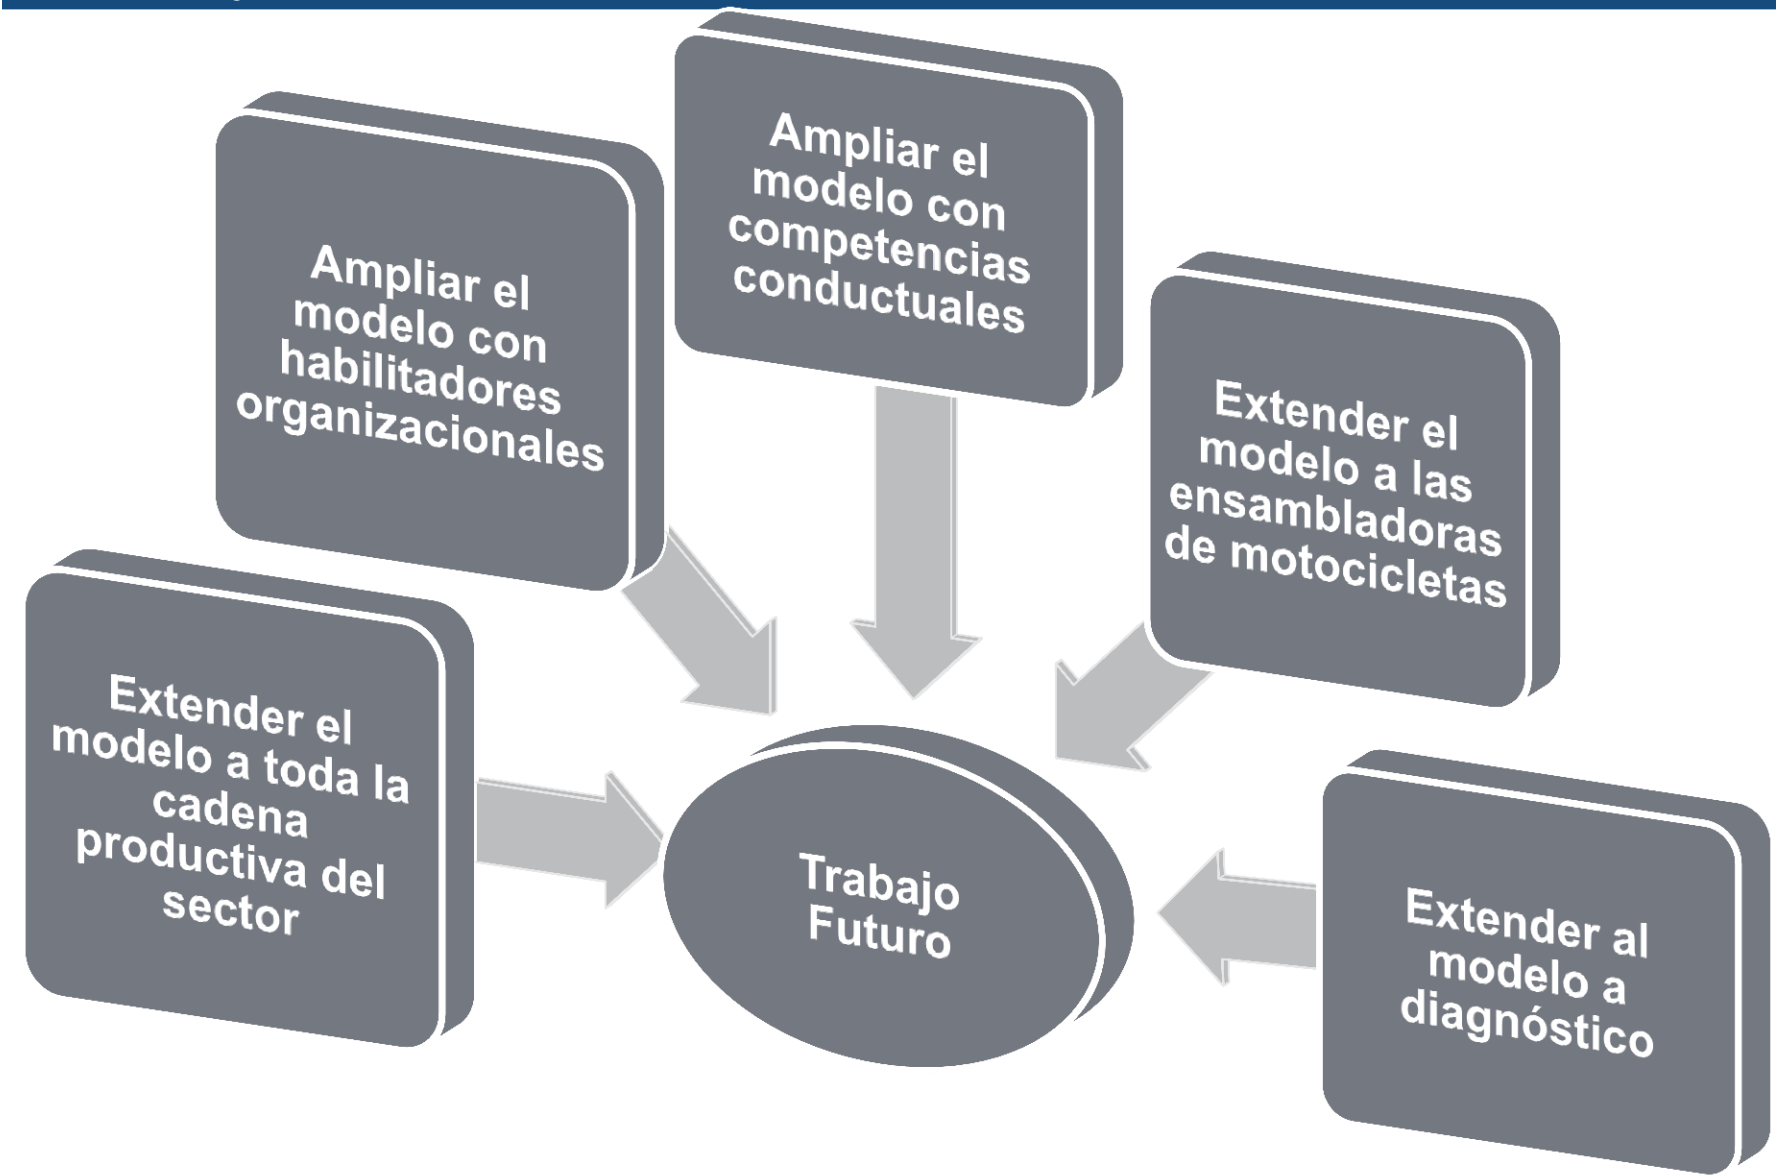 Ampliar el
modelo con
competencias
conductuales
Ampliar el
modelo con
habilitadores
organizacionales
Extender el
modelo a las
ensambladoras
de motocicletas
Extender el
modelo a toda la
cadena
productiva del
sector
Trabajo
Futuro
Extender al
modelo a
diagnóstico